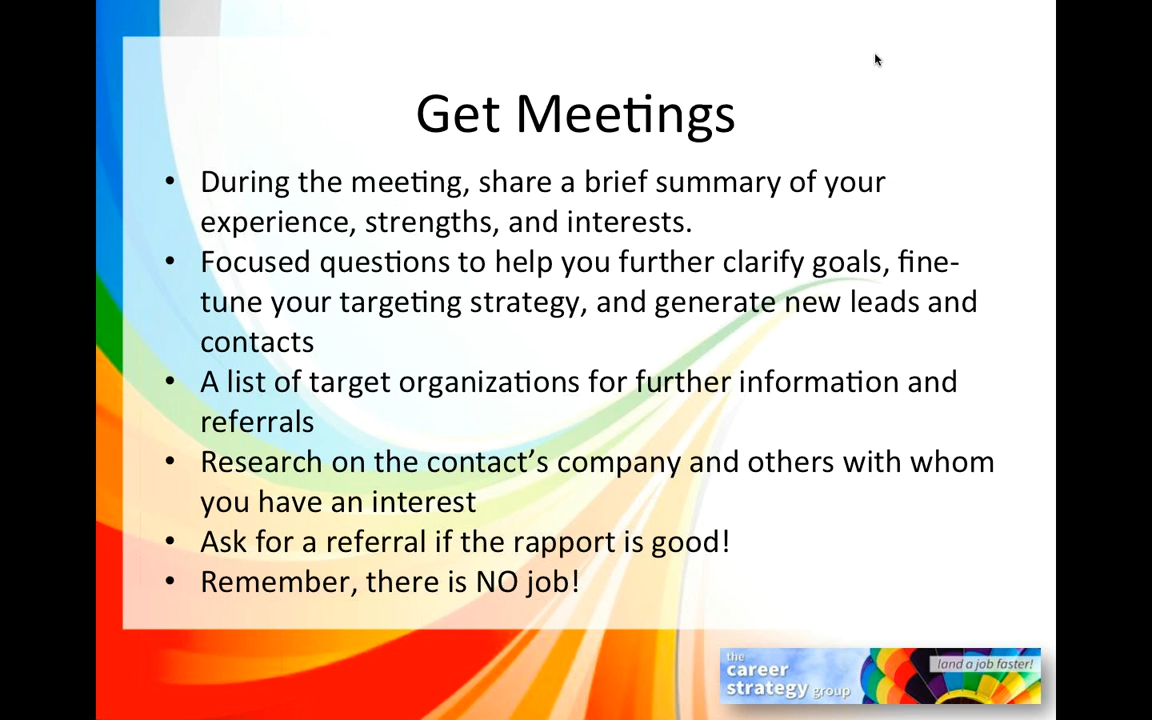 Get Meetings
• During the meeting, share a brief summary of your
experience, strengths, and interests.
• Focused questions to help you further clarify goals, fine-
tune your targeting strategy, and generate new leads and
contacts
• A list of target organizations for further information and
referrals
• Research on the contact’s company and others with whom
you have an interest
• Ask for a referral if the rapport is good!
• Remember, there is NO job!
the
career
strategy group
land a job faster!